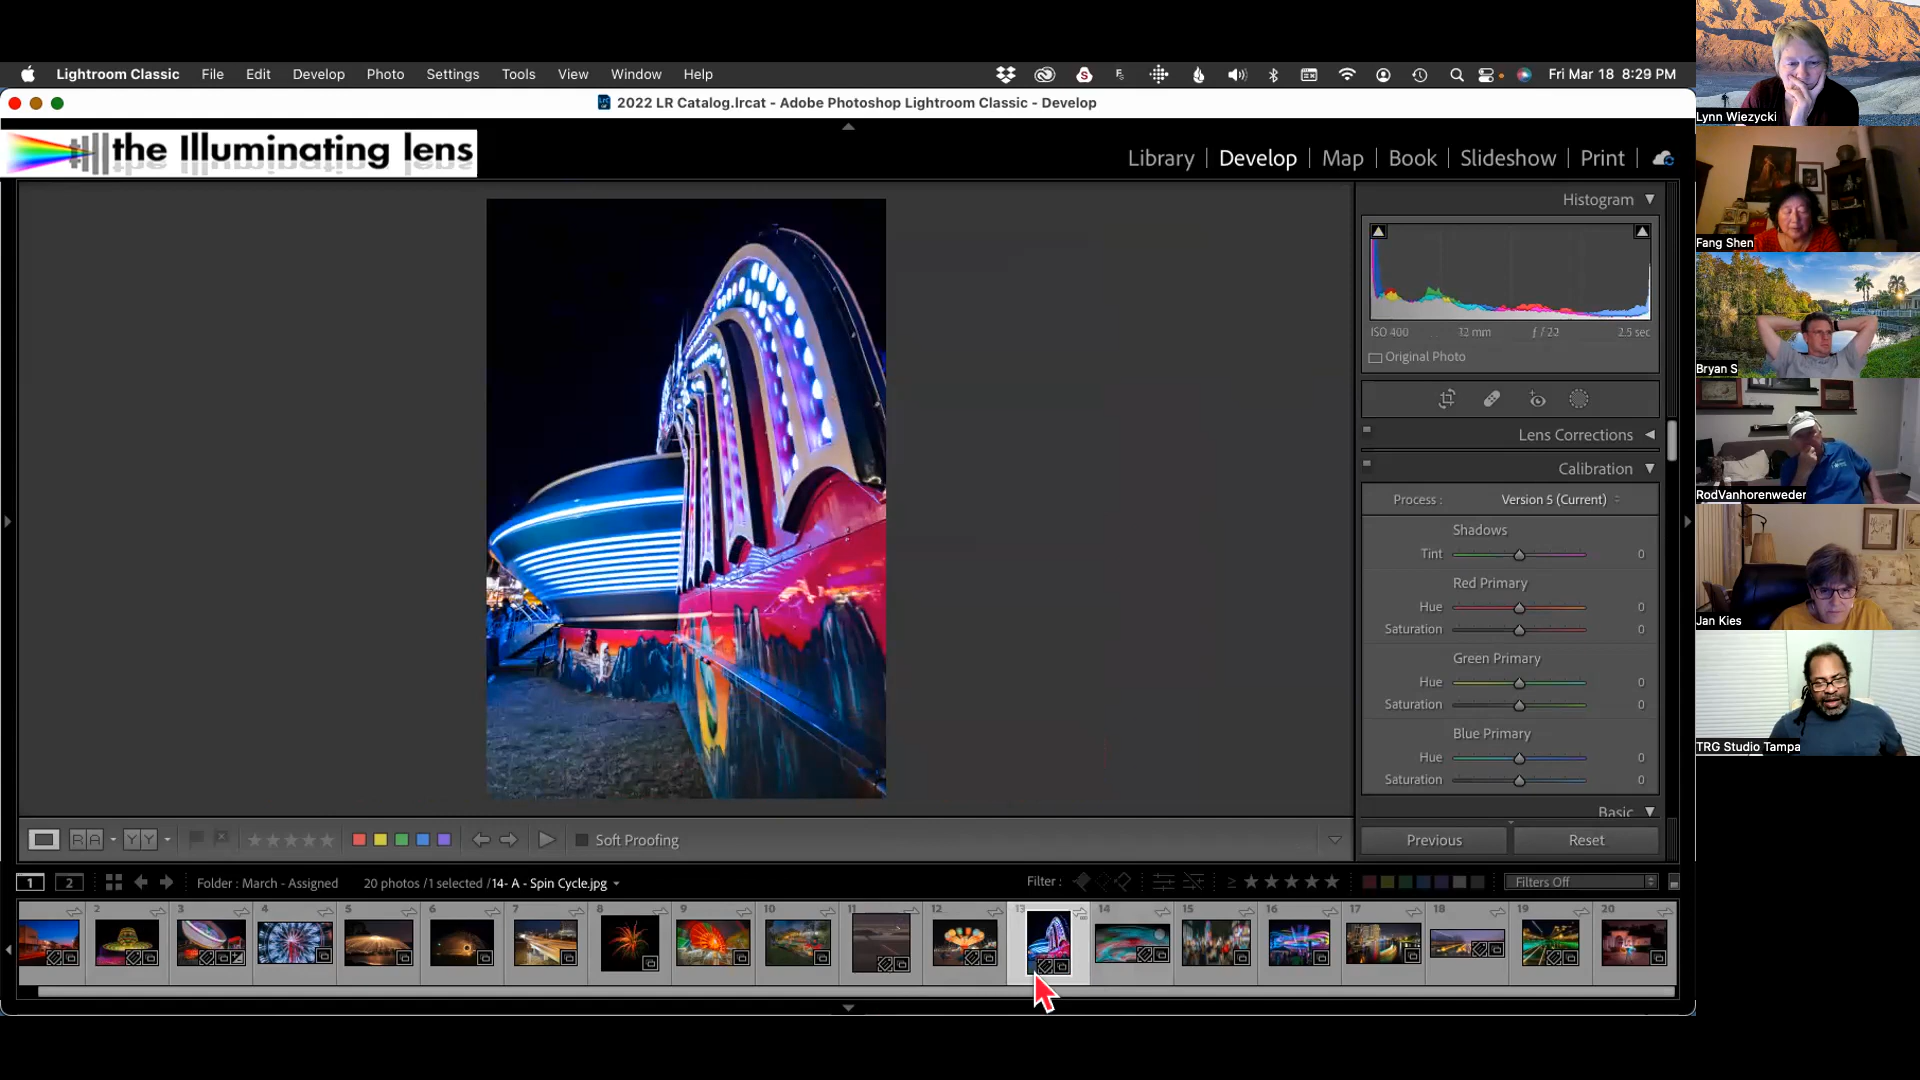 Lightroom Classic File Edit Develop Photo Settings Tools View Window Help Fri Mar 18 8:29 PM
2022 LR Catalog.lrcat - Adobe Photoshop Lightroom Classic - Develop
the Illuminating lens
Library | Develop | Map | Book | Slideshow | Print
Histogram
ISO 400 12 mm ƒ / 22 2.5 sec
Original Photo
Lens Corrections
Calibration
Process : Version 5 (Current)
Shadows
Tint 0
Red Primary
Hue 0
Saturation 0
Green Primary
Hue 0
Saturation 0
Blue Primary
Hue 0
Saturation 0
Basic
R A Y Y Soft Proofing
Previous Reset
1 2 Folder : March - Assigned 20 photos /1 selected /14- A - Spin Cycle.jpg Filter : Filters Off
2 3 4 5 6 7 8 9 10 11 12 13 14 15 16 17 18 19 20
Lynn Wiezycki
Fang Shen
Bryan S
RodVanhorenweder
Jan Kies
TRG Studio Tampa